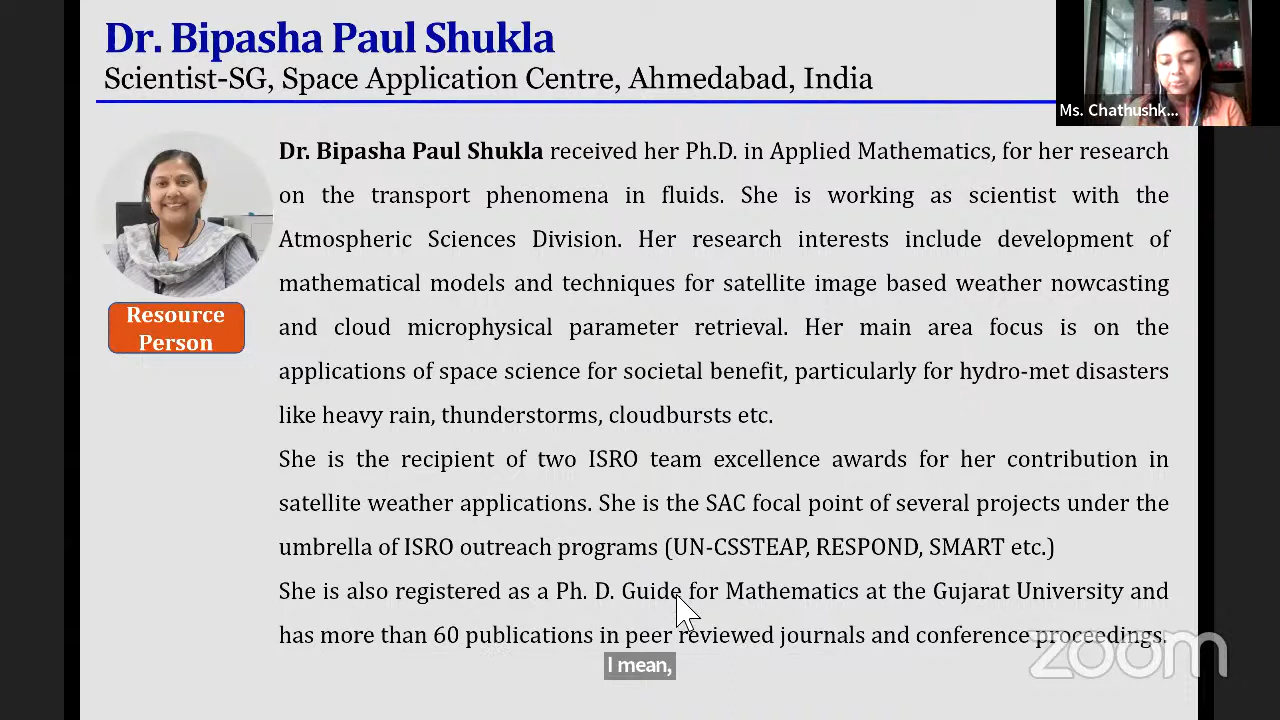 Dr. Bipasha Paul Shukla
Scientist-SG, Space Application Centre, Ahmedabad, India
Ms. Chathushk...
Resource
Person
Dr. Bipasha Paul Shukla received her Ph.D. in Applied Mathematics, for her research
on the transport phenomena in fluids. She is working as scientist with the
Atmospheric Sciences Division. Her research interests include development of
mathematical models and techniques for satellite image based weather nowcasting
and cloud microphysical parameter retrieval. Her main area focus is on the
applications of space science for societal benefit, particularly for hydro-met disasters
like heavy rain, thunderstorms, cloudbursts etc.
She is the recipient of two ISRO team excellence awards for her contribution in
satellite weather applications. She is the SAC focal point of several projects under the
umbrella of ISRO outreach programs (UN-CSSTEAP, RESPOND, SMART etc.)
She is also registered as a Ph. D. Guide for Mathematics at the Gujarat University and
has more than 60 publications in peer reviewed journals and conference proceedings.
I mean,
zoom